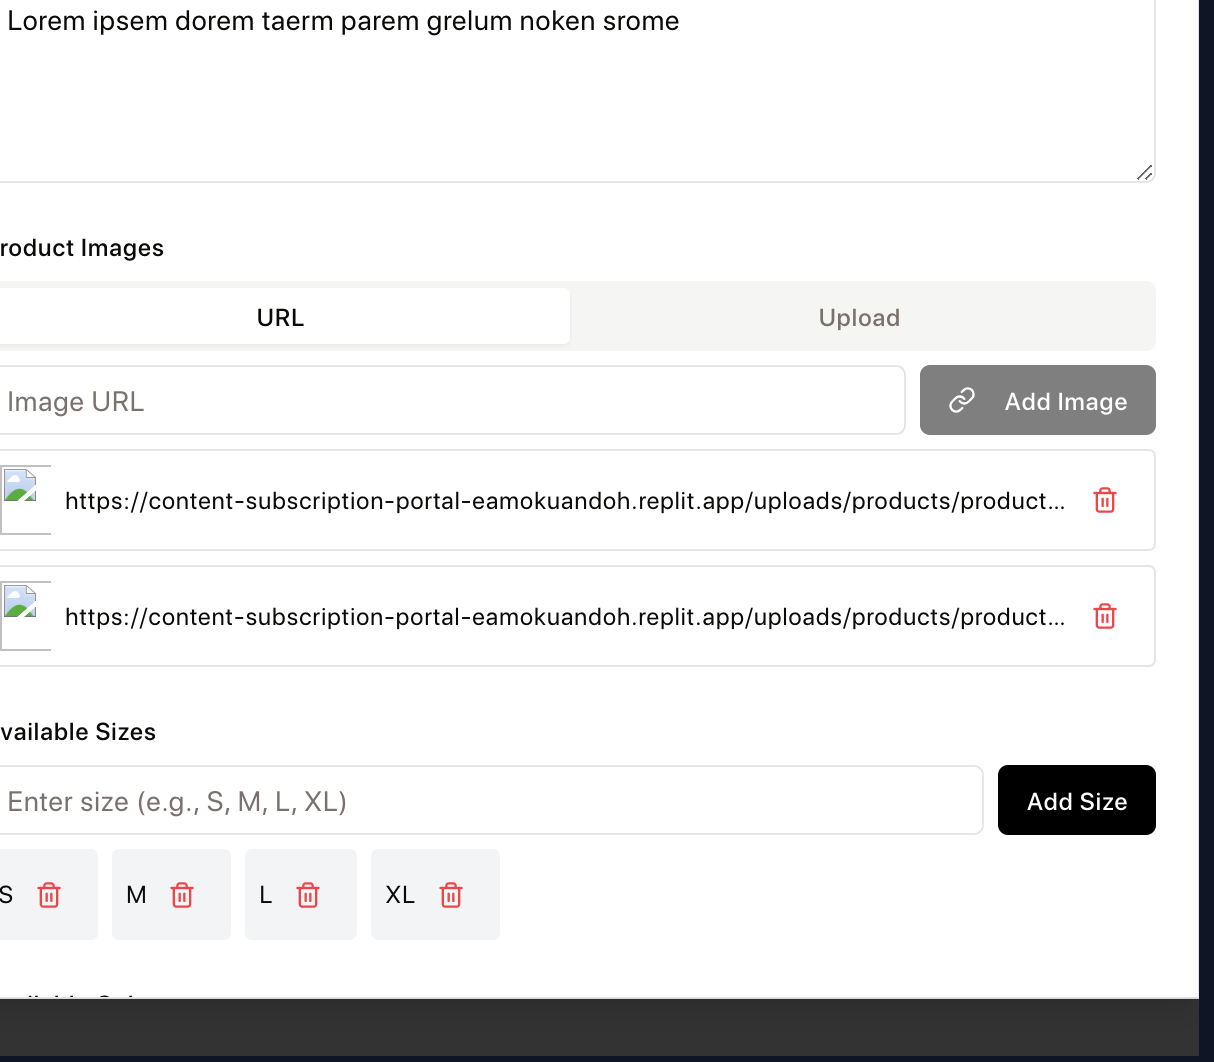 Lorem ipsem dorem taerm parem grelum noken srome
roduct Images
URL
Upload
Image URL
Add Image
https://content-subscription-portal-eamokuandoh.replit.app/uploads/products/product...
https://content-subscription-portal-eamokuandoh.replit.app/uploads/products/product...
vailable Sizes
Enter size (e.g., S, M, L, XL)
Add Size
S
M
L
XL